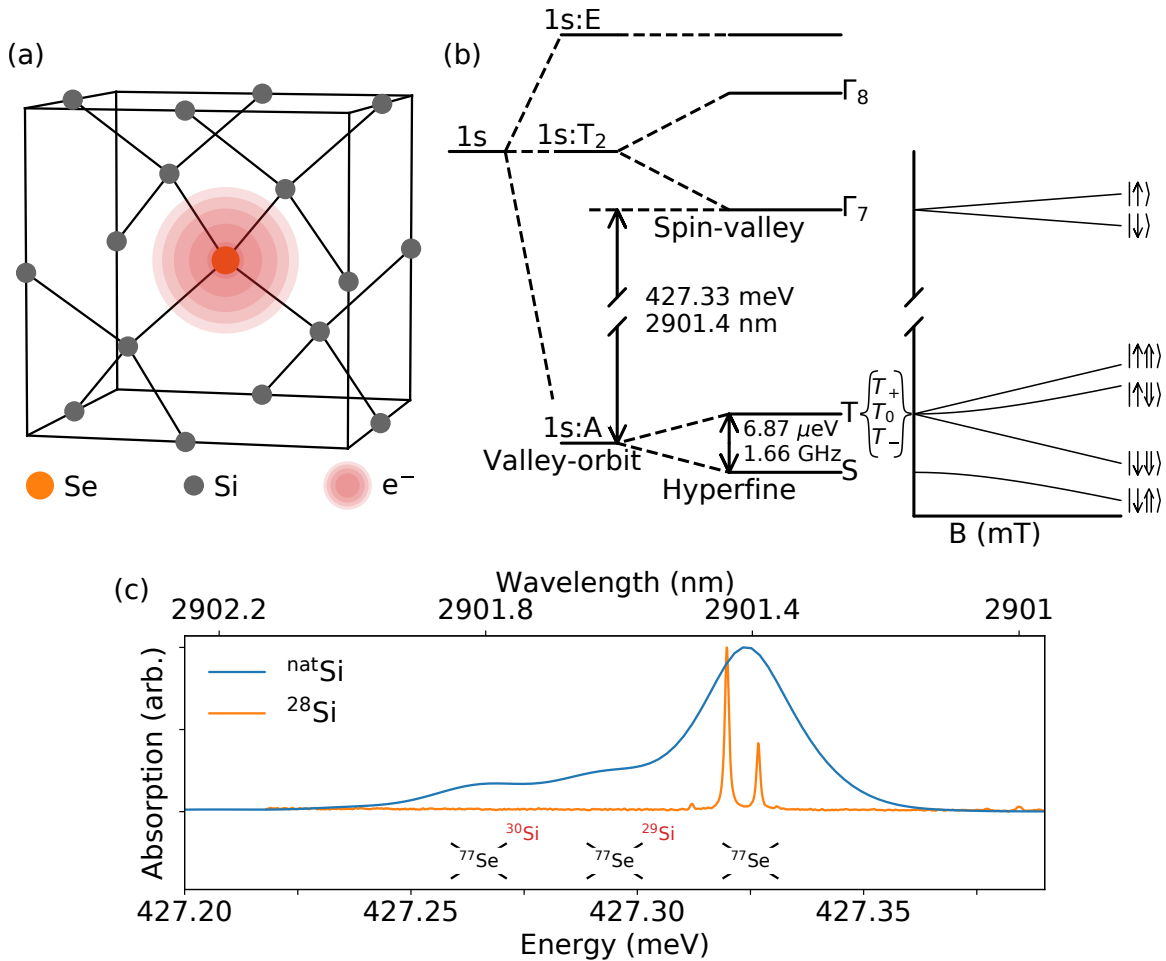 (a)
Se
Si
e⁻
(b)
1s:E
1s
1s:T₂
Γ₈
Γ₇
Spin-valley
427.33 meV
2901.4 nm
1s:A
Valley-orbit
T
S
6.87 μeV
1.66 GHz
Hyperfine
T₊
T₀
T₋
|↑⟩
|↓⟩
|↑⇑⟩
|↑⇓⟩
|↓⇓⟩
|↓⇑⟩
B (mT)
(c)
Wavelength (nm)
2902.2 2901.8 2901.4 2901
Absorption (arb.)
ⁿᵃᵗSi
²⁸Si
³⁰Si ²⁹Si
⁷⁷Se ⁷⁷Se ⁷⁷Se
427.20 427.25 427.30 427.35
Energy (meV)